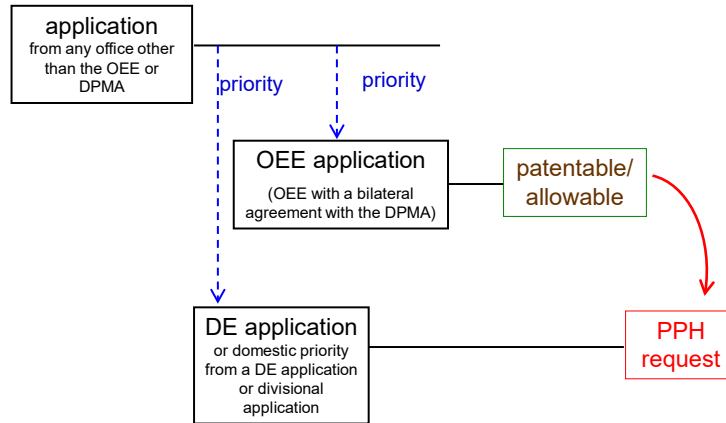 application
from any office other
than the OEE or
DPMA
priority
priority
OEE application
(OEE with a bilateral
agreement with the DPMA)
patentable/
allowable
DE application
or domestic priority
from a DE application
or divisional
application
PPH
request